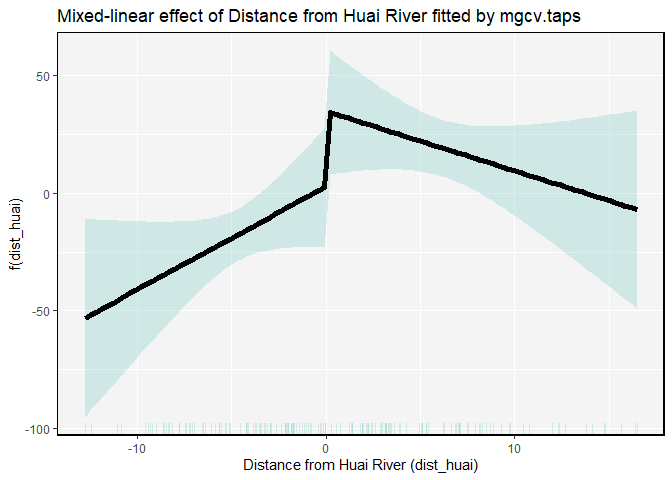 Mixed-linear effect of Distance from Huai River fitted by mgcv.taps
50
0
-50
-100
f(dist_huai)
-10 0 10
Distance from Huai River (dist_huai)